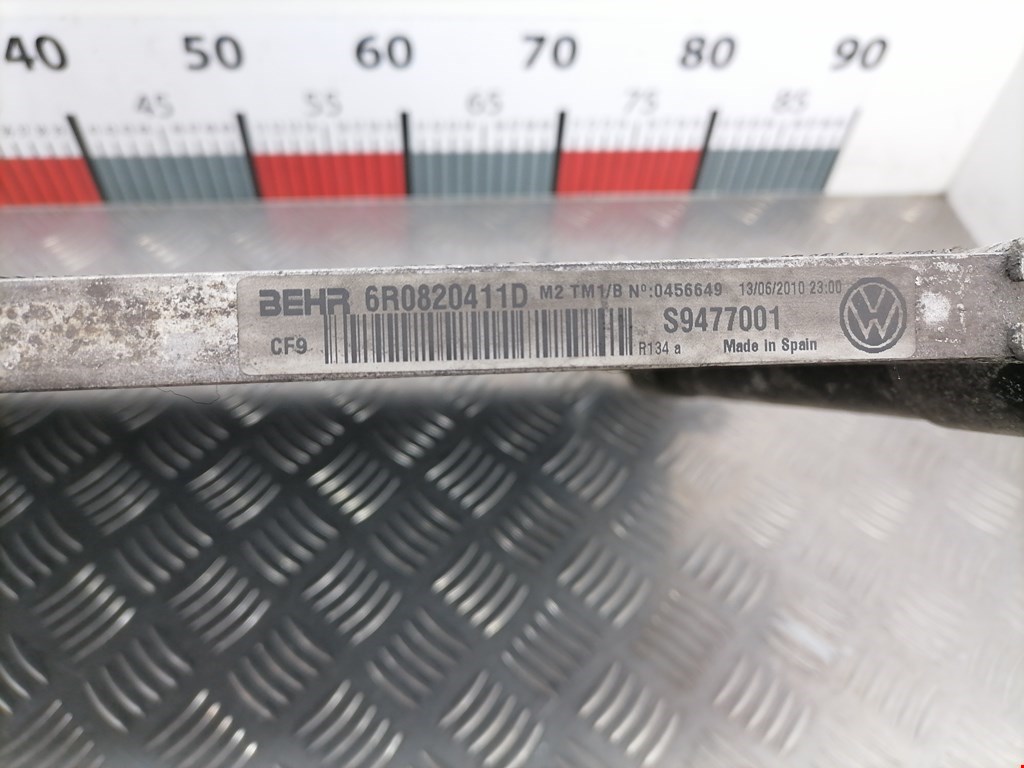 40 50 60 70 80 90
45 55 65 75 85
BEHR 6R0820411D M2 TM1/B Nº:0456649 13/06/2010 23:00
CF9 S9477001
R134 a Made in Spain